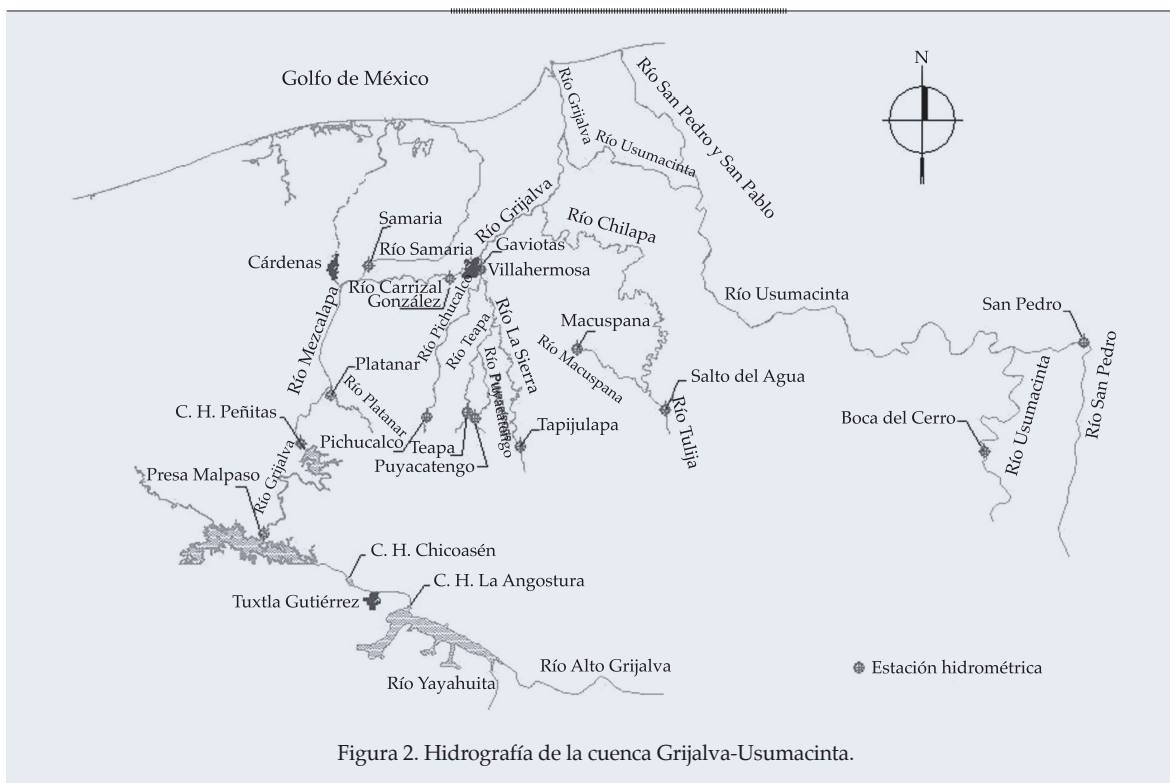 Golfo de México
N
Río Grijalva
Río San Pedro y San Pablo
Río Usumacinta
Río Grijalva
Río Chilapa
Samaria
Río Samaria
Gaviotas
Cárdenas
Villahermosa
Río Carrizal
González
Río Pichucalco
Río Mezcalapa
Río Teapa
Río La Sierra
Río Usumacinta
San Pedro
Macuspana
Río Macuspana
Platanar
Río Platanar
Río Puyacatengo
Salto del Agua
Río Tulija
C. H. Peñitas
Pichucalco
Teapa
Puyacatengo
Tapijulapa
Boca del Cerro
Río Usumacinta
Río San Pedro
Presa Malpaso
Río Grijalva
C. H. Chicoasén
C. H. La Angostura
Tuxtla Gutiérrez
Río Alto Grijalva
Río Yayahuita
Estación hidrométrica
Figura 2. Hidrografía de la cuenca Grijalva-Usumacinta.